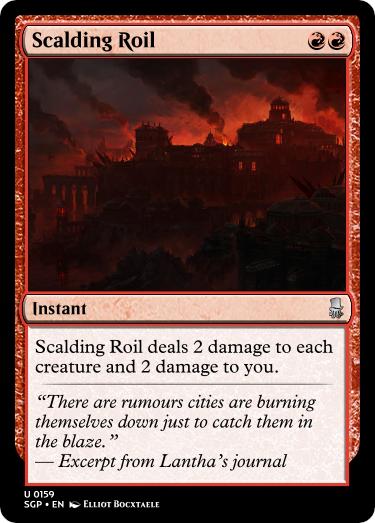 Scalding Roil
Instant
Scalding Roil deals 2 damage to each
creature and 2 damage to you.
“There are rumours cities are burning
themselves down just to catch them in
the blaze.”
— Excerpt from Lantha’s journal
U 0159
SGP • EN Elliot Bocxtaele